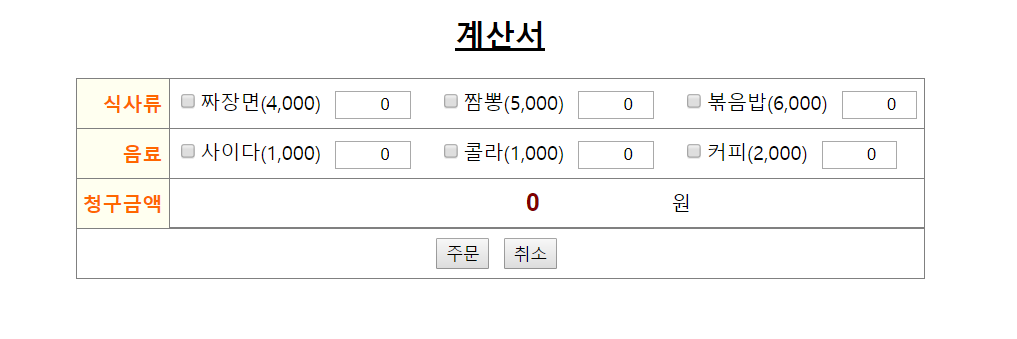 계산서
식사류 짜장면(4,000) 0 짬뽕(5,000) 0 볶음밥(6,000) 0
음료 사이다(1,000) 0 콜라(1,000) 0 커피(2,000) 0
청구금액 0 원
주문 취소